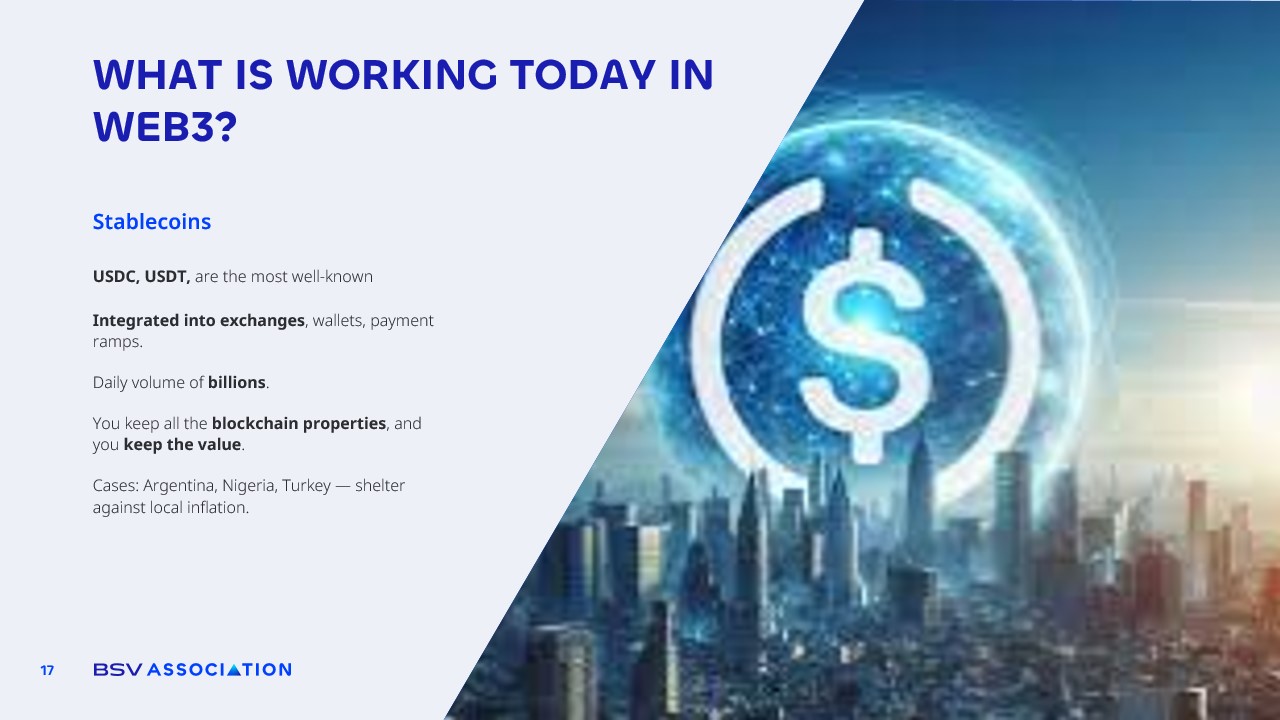 WHAT IS WORKING TODAY IN
WEB3?
Stablecoins
USDC, USDT, are the most well-known
Integrated into exchanges, wallets, payment
ramps.
Daily volume of billions.
You keep all the blockchain properties, and
you keep the value.
Cases: Argentina, Nigeria, Turkey — shelter
against local inflation.
$
17 BSV ASSOCIATION